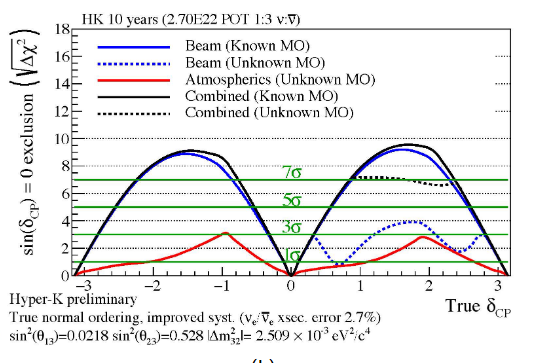 HK 10 years (2.70E22 POT 1:3 ν:ν̅)
18
16
14
12
10
8
6
4
2
0
sin(δCP) = 0 exclusion (√Δχ²)
Beam (Known MO)
Beam (Unknown MO)
Atmospherics (Unknown MO)
Combined (Known MO)
Combined (Unknown MO)
7σ
5σ
3σ
1σ
−3 −2 −1 0 1 2 3
True δCP
Hyper-K preliminary
True normal ordering, improved syst. (νe/ν̅e xsec. error 2.7%)
sin²(θ13)=0.0218 sin²(θ23)=0.528 |Δm²32|= 2.509 × 10⁻³ eV²/c⁴